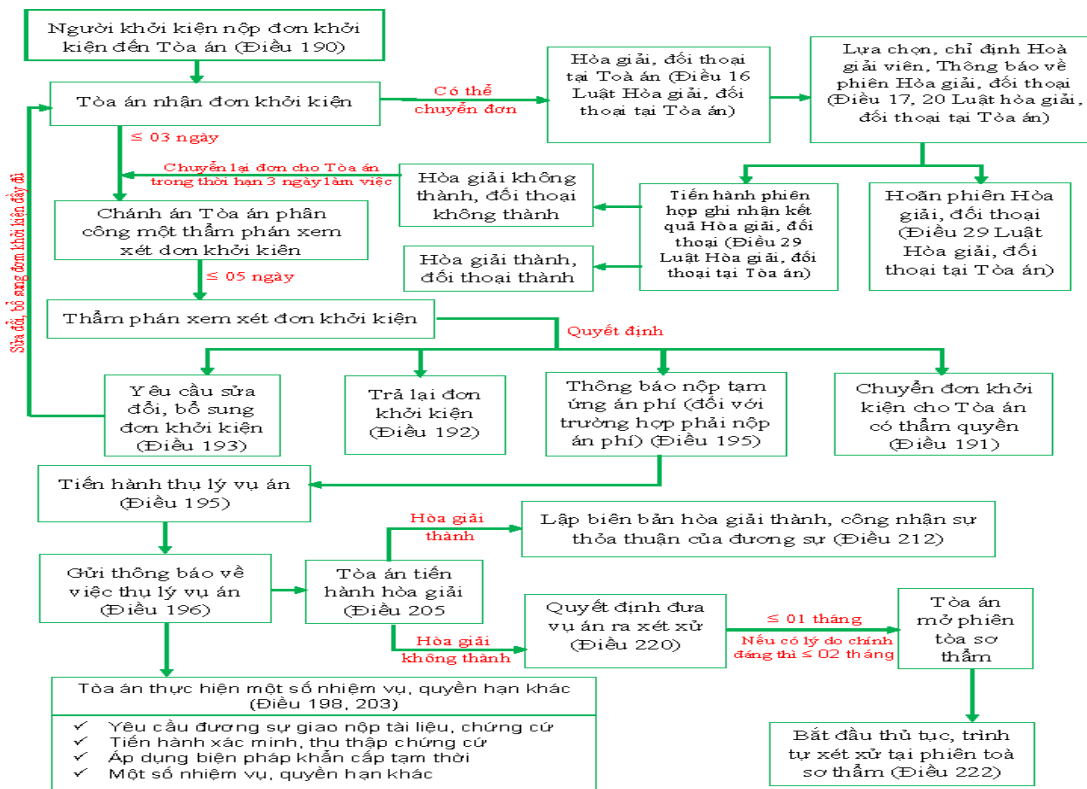 Người khởi kiện nộp đơn khởi
kiện đến Tòa án (Điều 190)
Tòa án nhận đơn khởi kiện
Có thể
chuyển đơn
Hòa giải, đối thoại
tại Toà án (Điều 16
Luật Hòa giải, đối
thoại tại Tòa án)
Lựa chọn, chỉ định Hoà
giải viên, Thông báo về
phiên Hòa giải, đối thoại
(Điều 17, 20 Luật hòa giải,
đối thoại tại Tòa án)
≤ 03 ngày
Chuyển lại đơn cho Tòa án
trong thời hạn 3 ngày làm việc
Hòa giải không
thành, đối thoại
không thành
Tiến hành phiên
họp ghi nhận kết
quả Hòa giải, đối
thoại (Điều 29
Luật Hòa giải, đối
thoại tại Tòa án)
Hoãn phiên Hòa
giải, đối thoại
(Điều 29 Luật
Hòa giải, đối
thoại tại Tòa án)
Chánh án Tòa án phân
công một thẩm phán xem
xét đơn khởi kiên
Hòa giải thành,
đối thoại thành
≤ 05 ngày
Thẩm phán xem xét đơn khởi kiện
Quyết định
Sửa đổi, bổ sung đơn khởi kiện đầy đủ
Yêu cầu sửa
đổi, bổ sung
đơn khởi kiện
(Điều 193)
Trả lại đơn
khởi kiện
(Điều 192)
Thông báo nộp tạm
ứng án phí (đối với
trường hợp phải nộp
án phí) (Điều 195)
Chuyển đơn khởi
kiện cho Tòa án
có thẩm quyền
(Điều 191)
Tiến hành thụ lý vụ án
(Điều 195)
Gửi thông báo về
việc thụ lý vụ án
(Điều 196)
Hòa giải
thành
Lập biên bản hòa giải thành, công nhận sự
thỏa thuận của đương sự (Điều 212)
Tòa án tiến
hành hòa giải
(Điều 205
Hòa giải
không thành
Quyết định đưa
vụ án ra xét xử
(Điều 220)
≤ 01 tháng
Nếu có lý do chính
đáng thì ≤ 02 tháng
Tòa án
mở phiên
tòa sơ
thẩm
Tòa án thực hiện một số nhiệm vụ, quyền hạn khác
(Điều 198, 203)
✓ Yêu cầu đương sự giao nộp tài liệu, chứng cứ
✓ Tiến hành xác minh, thu thập chứng cứ
✓ Áp dụng biện pháp khẩn cấp tạm thời
✓ Một số nhiệm vụ, quyền hạn khác
Bắt đầu thủ tục, trình
tự xét xử tại phiên toà
sơ thẩm (Điều 222)